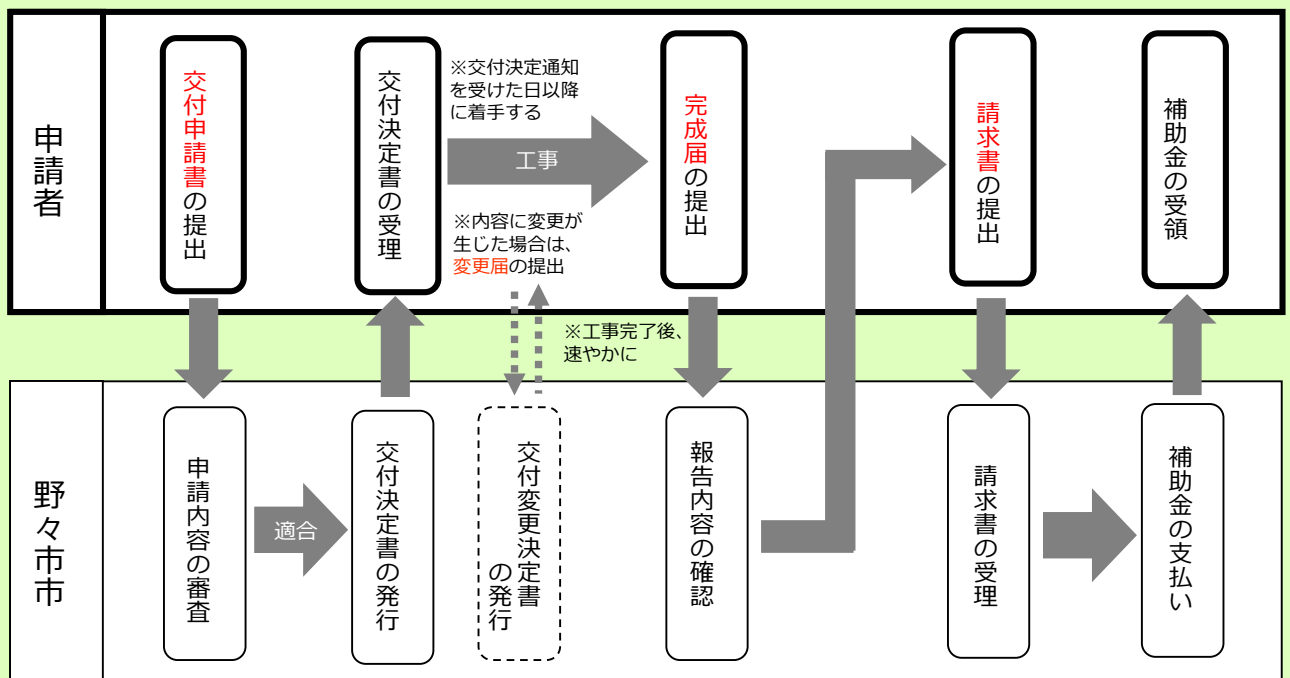 申請者
交付申請書の提出
交付決定書の受理
※交付決定通知
を受けた日以降
に着手する
工事
※内容に変更が
生じた場合は、
変更届の提出
完成届の提出
請求書の提出
補助金の受領
※工事完了後、
速やかに
野々市市
申請内容の審査
適合
交付決定書の発行
交付変更決定書
の発行
報告内容の確認
請求書の受理
補助金の支払い